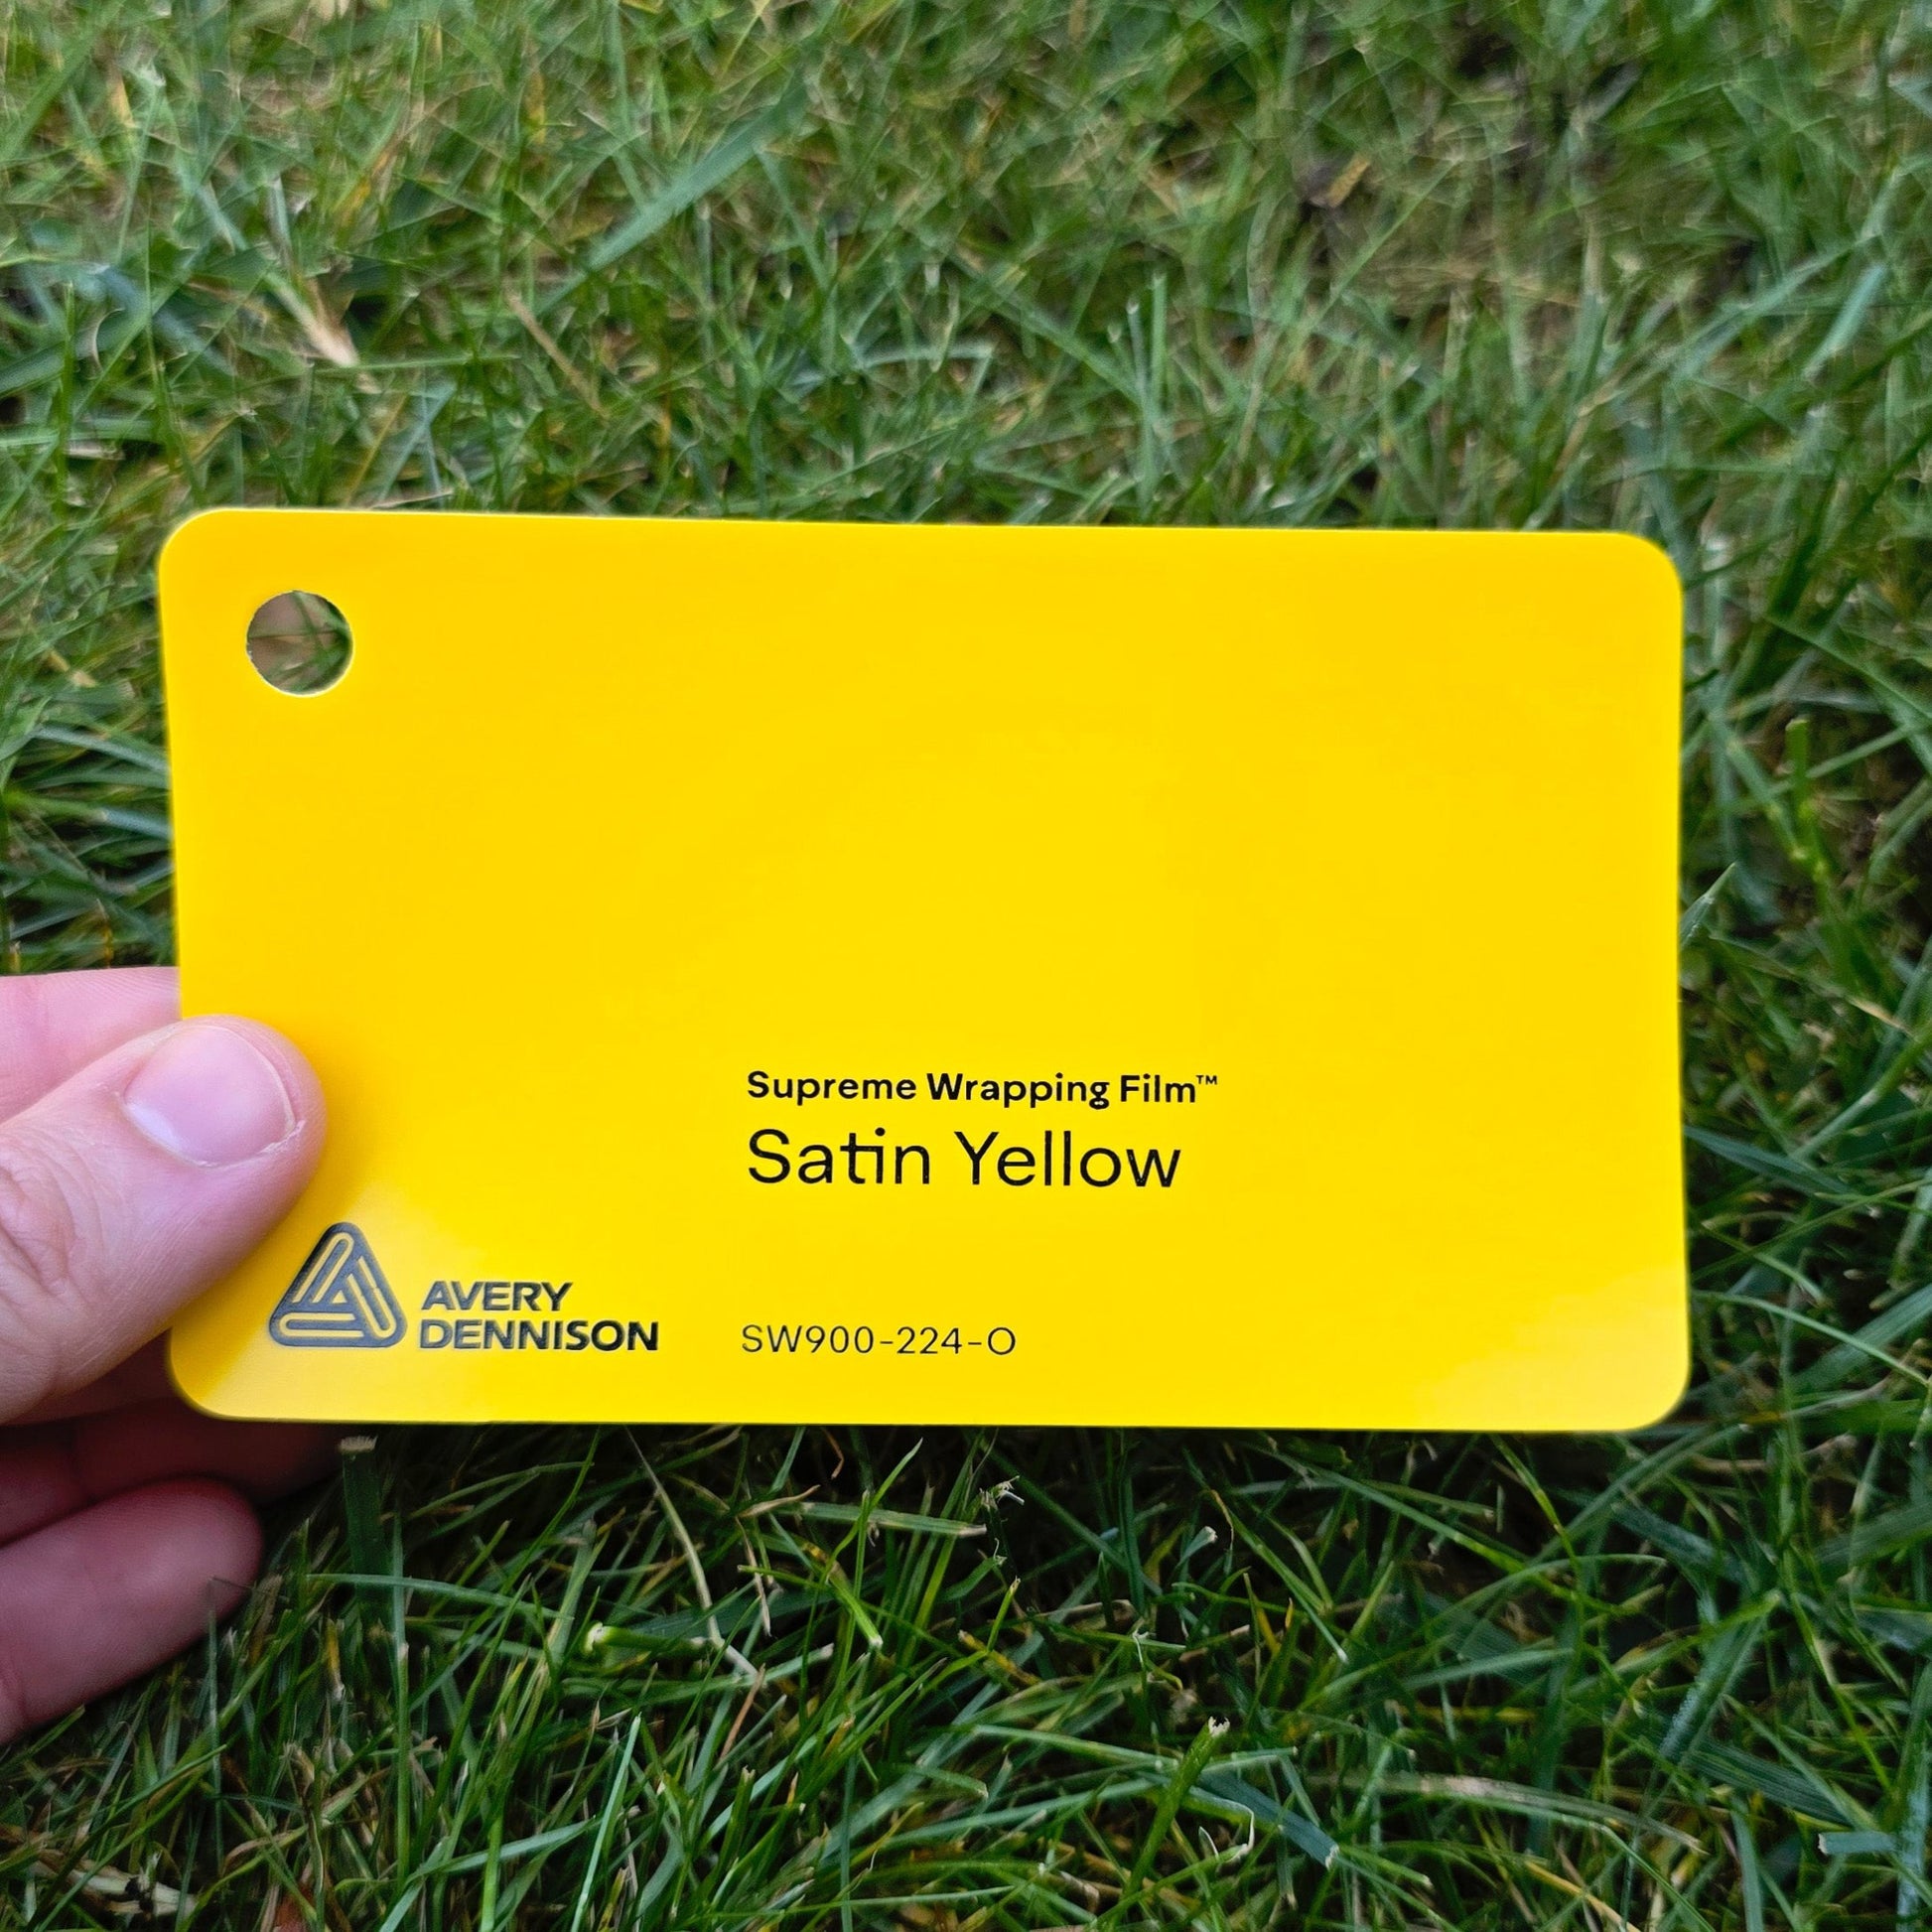 Supreme Wrapping Film™
Satin Yellow
AVERY
DENNISON
SW900-224-O